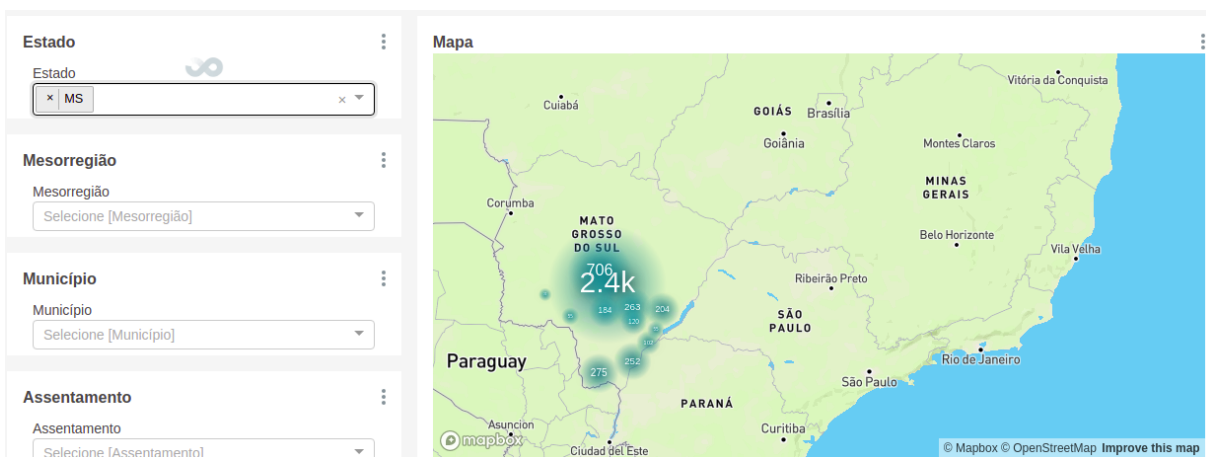 Estado
Estado
× MS ×
Mesorregião
Mesorregião
Selecione [Mesorregião]
Município
Município
Selecione [Município]
Assentamento
Assentamento
Selecione [Assentamento]
Mapa
Vitória da Conquista
Cuiabá
GOIÁS
Brasília
Goiânia
Montes Claros
MINAS
GERAIS
Corumba
MATO
GROSSO
DO SUL
Belo Horizonte
Vila Velha
706
2.4k
Ribeirão Preto
184
263
204
120
SÃO
PAULO
Paraguay
252
275
Rio de Janeiro
São Paulo
PARANÁ
Asuncion
Curitiba
mapbox
Ciudad del Este
© Mapbox © OpenStreetMap Improve this map